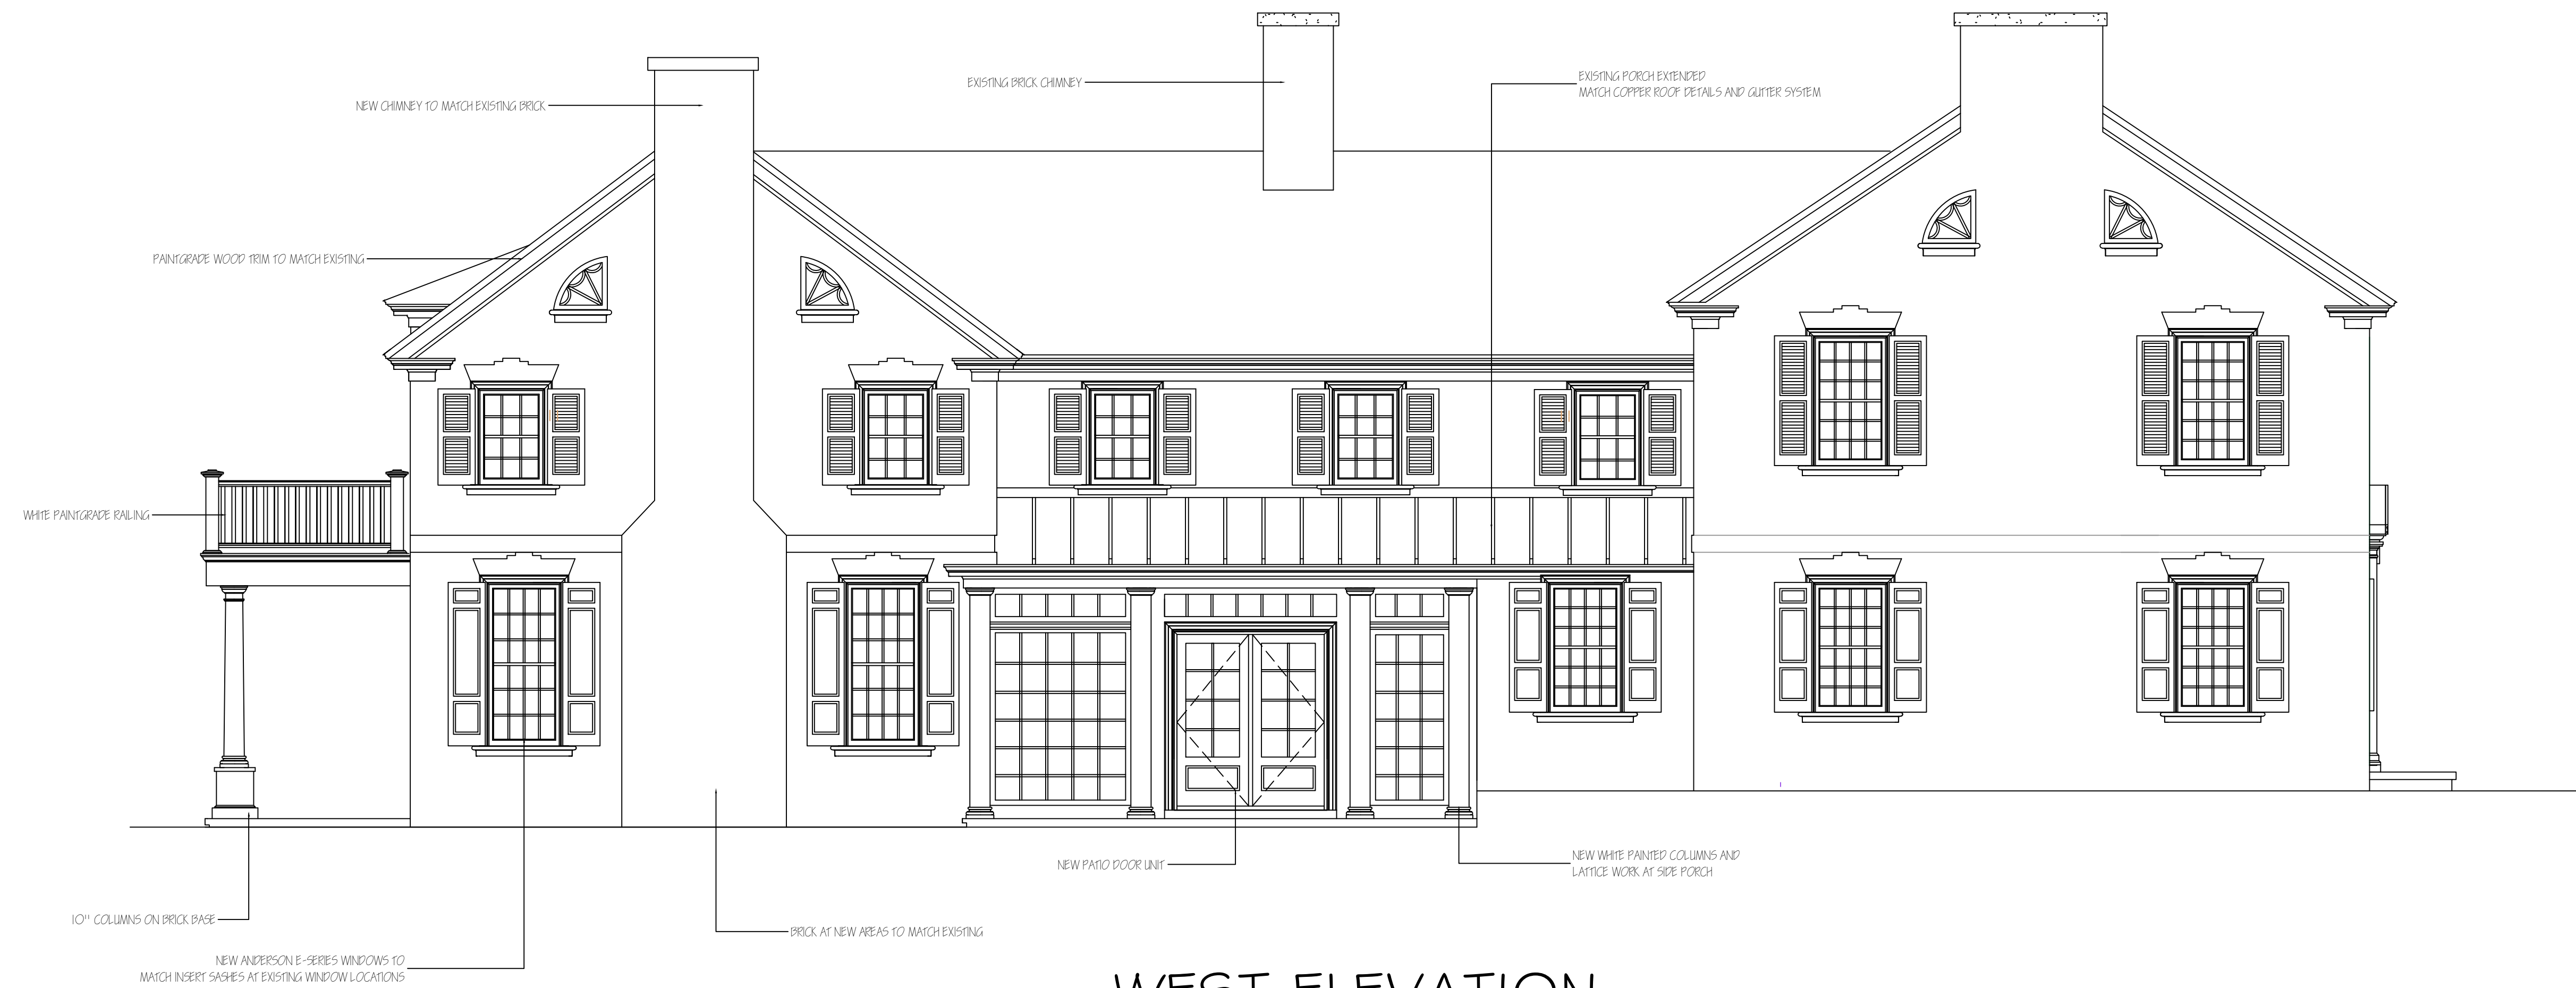 EXISTING PORCH EXTENDED
MATCH COPPER ROOF DETAILS AND GUTTER SYSTEM
EXISTING BRICK CHIMNEY
NEW CHIMNEY TO MATCH EXISTING BRICK
PAINTGRADE WOOD TRIM TO MATCH EXISTING
WHITE PAINTGRADE RAILING
NEW PATIO DOOR UNIT
NEW WHITE PAINTED COLUMNS AND
LATTICE WORK AT SIDE PORCH
10" COLUMNS ON BRICK BASE
BRICK AT NEW AREAS TO MATCH EXISTING
NEW ANDERSON E-SERIES WINDOWS TO
MATCH INSERT SASHES AT EXISTING WINDOW LOCATIONS
WEST ELEVATION